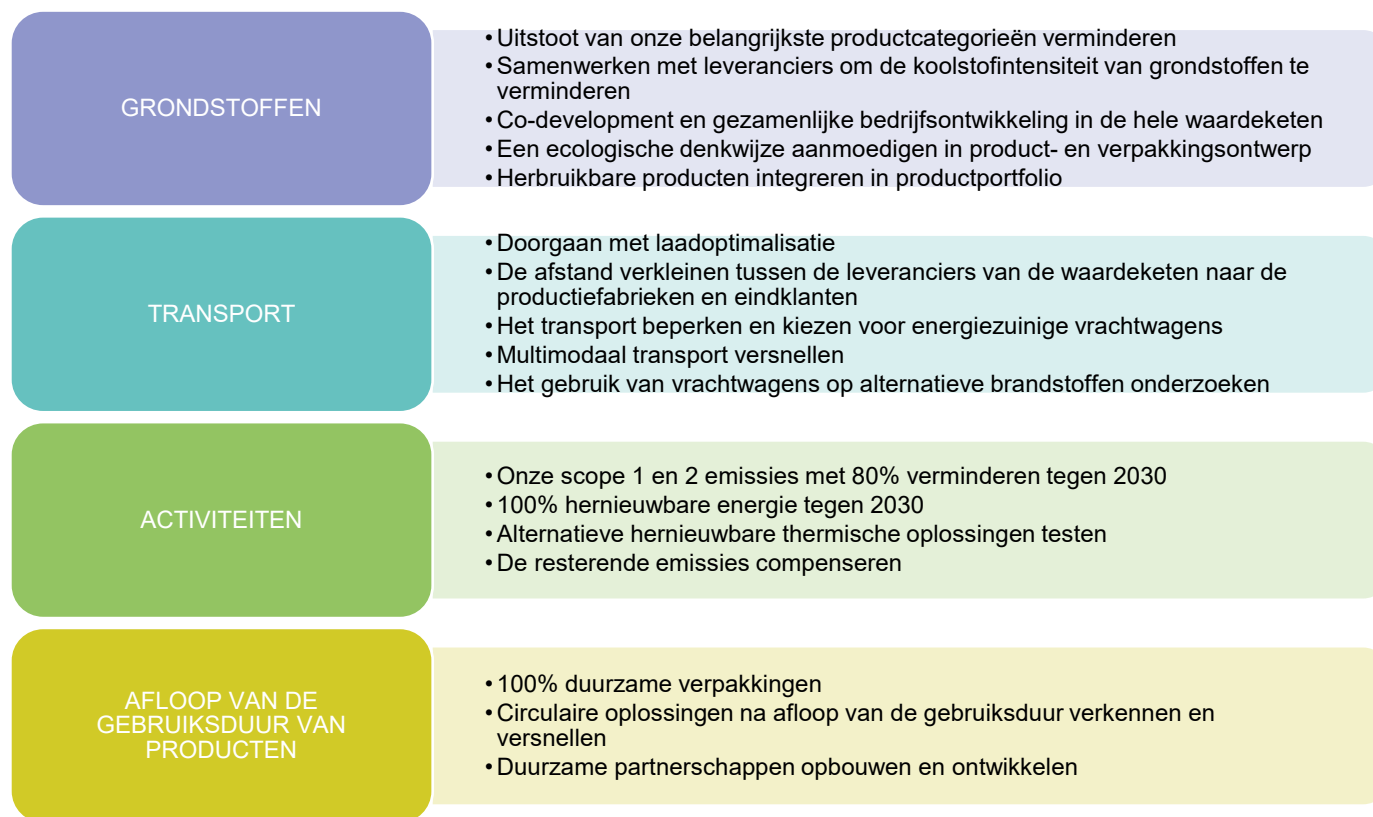 GRONDSTOFFEN
•Uitstoot van onze belangrijkste productcategorieën verminderen
•Samenwerken met leveranciers om de koolstofintensiteit van grondstoffen te
verminderen
•Co-development en gezamenlijke bedrijfsontwikkeling in de hele waardeketen
•Een ecologische denkwijze aanmoedigen in product- en verpakkingsontwerp
•Herbruikbare producten integreren in productportfolio
TRANSPORT
•Doorgaan met laadoptimalisatie
•De afstand verkleinen tussen de leveranciers van de waardeketen naar de
productiefabrieken en eindklanten
•Het transport beperken en kiezen voor energiezuinige vrachtwagens
•Multimodaal transport versnellen
•Het gebruik van vrachtwagens op alternatieve brandstoffen onderzoeken
ACTIVITEITEN
•Onze scope 1 en 2 emissies met 80% verminderen tegen 2030
•100% hernieuwbare energie tegen 2030
•Alternatieve hernieuwbare thermische oplossingen testen
•De resterende emissies compenseren
AFLOOP VAN DE
GEBRUIKSDUUR VAN
PRODUCTEN
•100% duurzame verpakkingen
•Circulaire oplossingen na afloop van de gebruiksduur verkennen en
versnellen
•Duurzame partnerschappen opbouwen en ontwikkelen